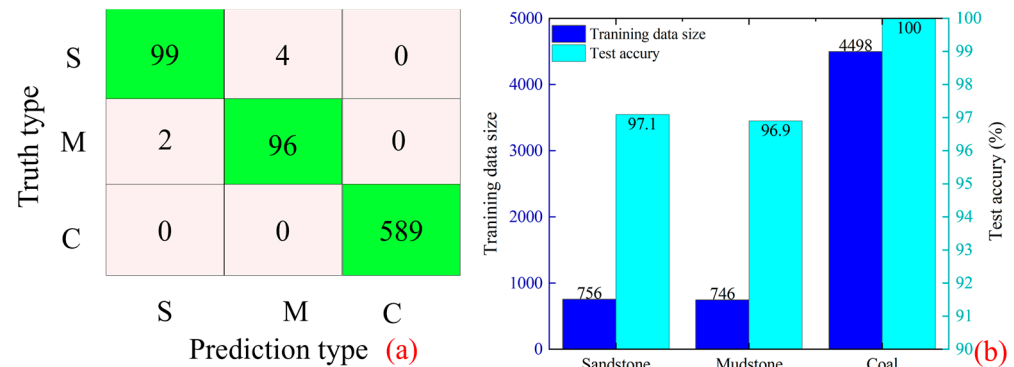 S 99 4 0
M 2 96 0
C 0 0 589
S M C
Truth type
Prediction type (a)
Tranining data size
Test accury
5000
4000
3000
2000
1000
0
Tranining data size
756 97.1
746 96.9
4498 100
Sandstone Mudstone Coal
100
99
98
97
96
95
94
93
92
91
90
Test accury (%)
(b)